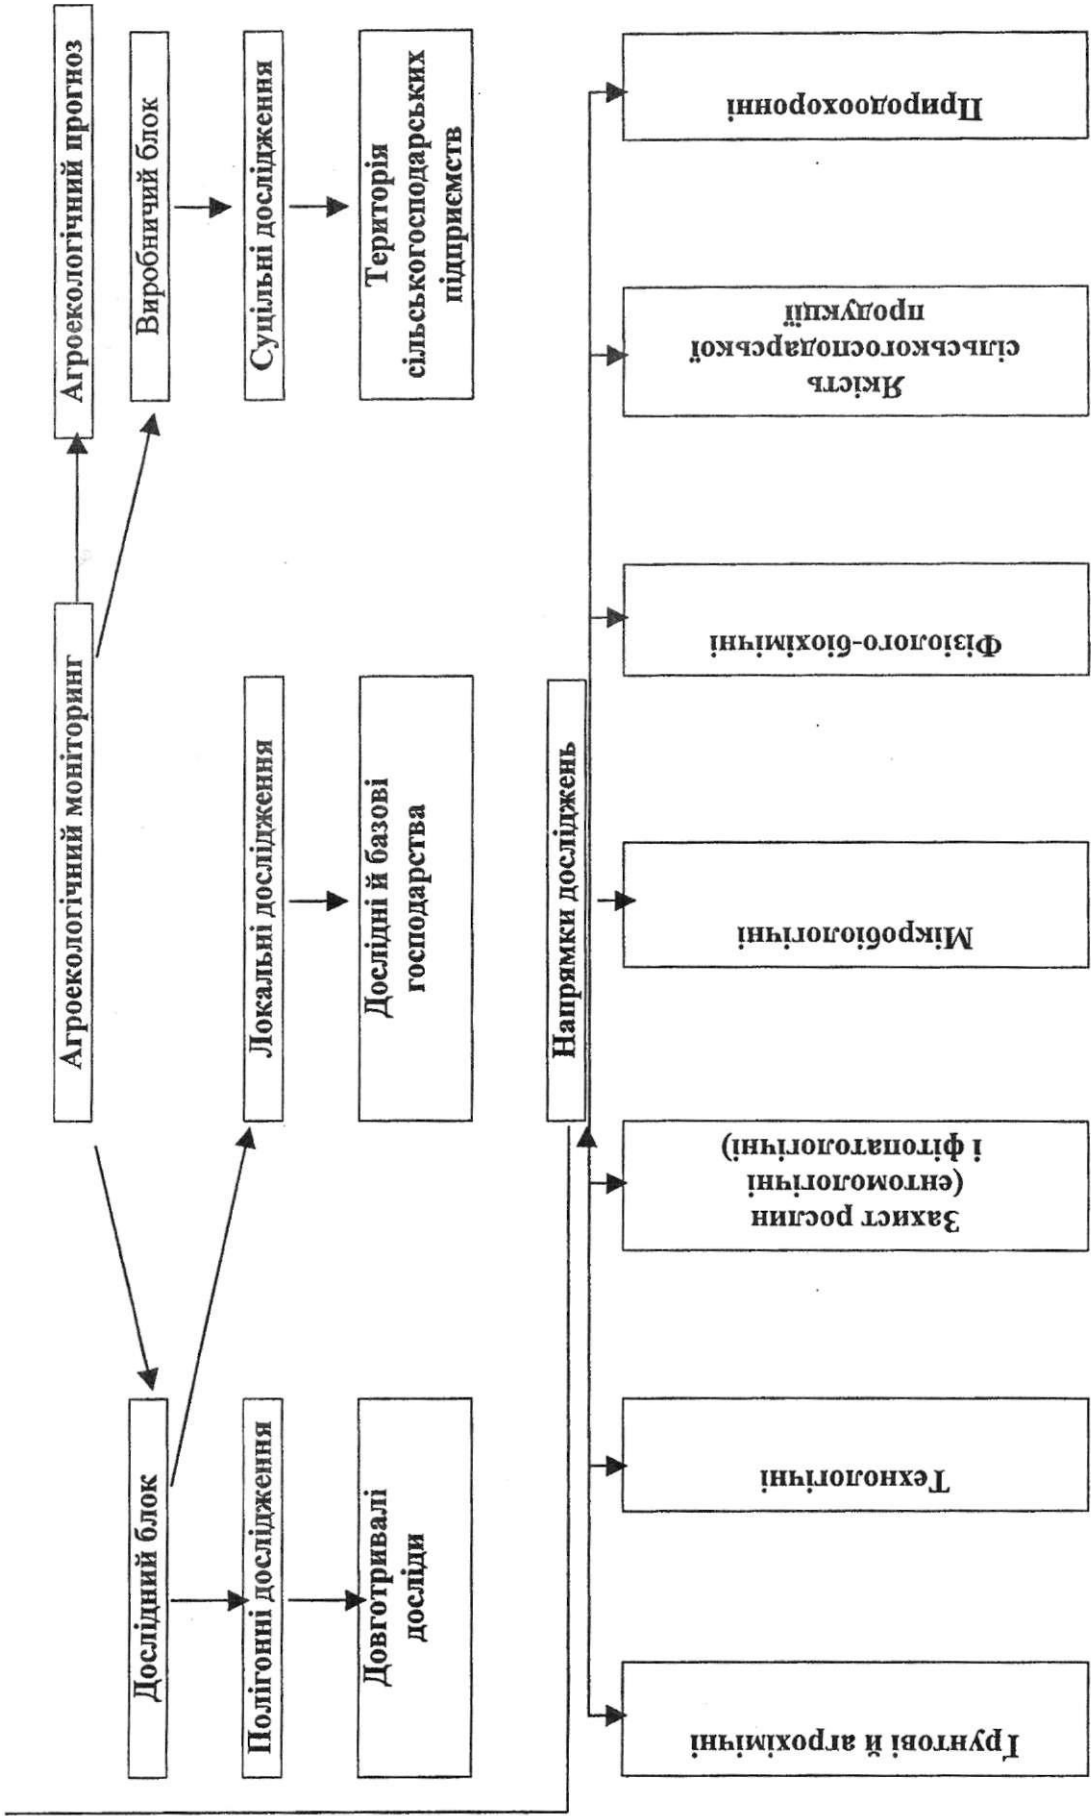 Агроекологічний моніторинг
Агроекологічний прогноз
Дослідний блок
Виробничий блок
Полігонні дослідження
Локальні дослідження
Суцільні дослідження
Довготривалі
досліди
Дослідні й базові
господарства
Територія
сільськогосподарських
підприємств
Напрямки досліджень
Ґрунтові й агрохімічні
Технологічні
Захист рослин
(ентомологічні
і фітопатологічні)
Мікробіологічні
Фізіолого-біохімічні
Якість
сільськогосподарської
продукції
Природоохоронні